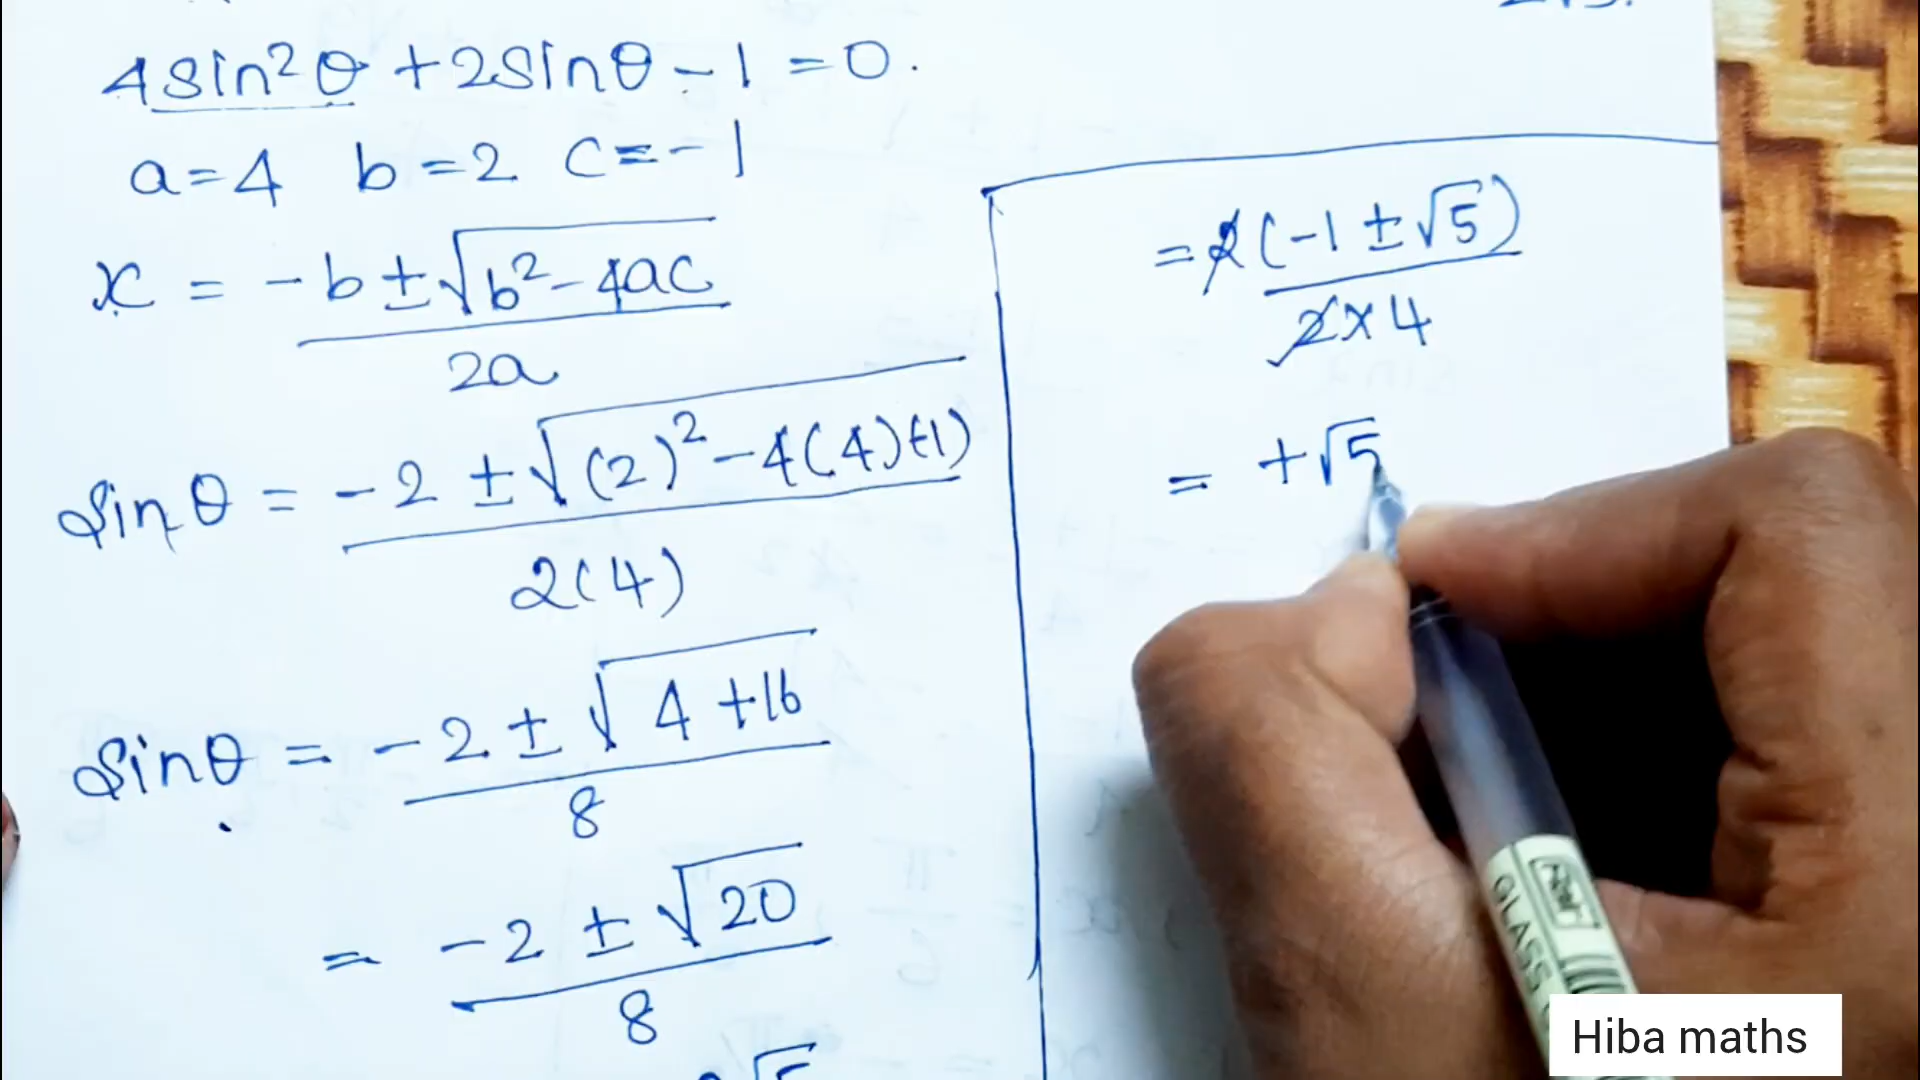 4sin²θ + 2sinθ - 1 = 0.
a = 4 b = 2 c = -1
x = -b ± √b² - 4ac
2a
sinθ = -2 ± √(2)² - 4(4)(-1)
2(4)
sinθ = -2 ± √4 + 16
8
= -2 ± √20
8
= 2(-1 ± √5)
2 × 4
= +√5
GLASS
Hiba maths